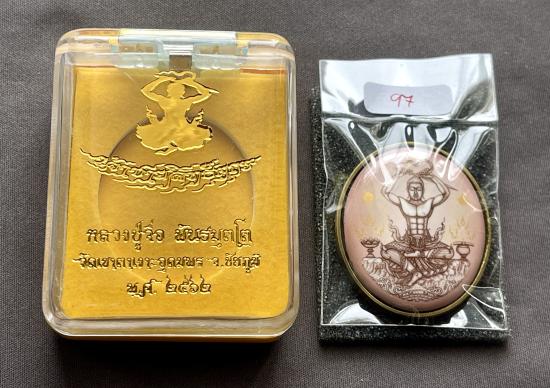 หลวงปู่จื่อ พันธมุตโต
วัดเขาตาเงาะอุดมพร จ.ชัยภูมิ
พ.ศ. ๒๕๖๒
97